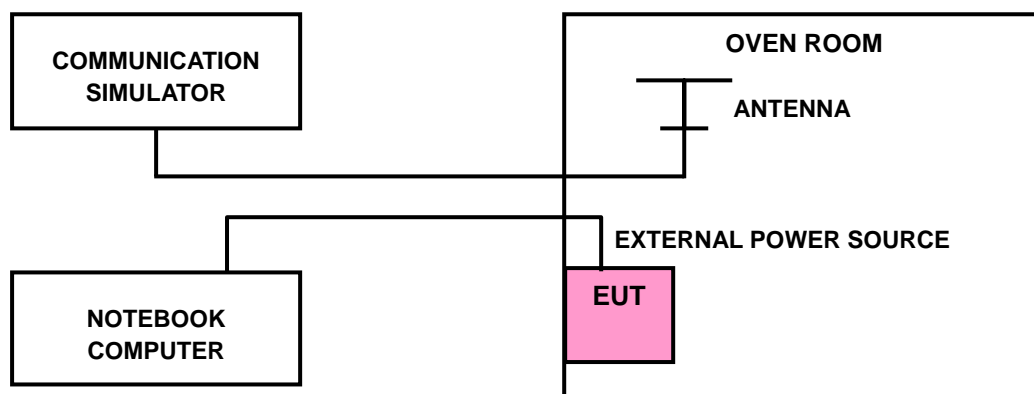 COMMUNICATION
SIMULATOR
OVEN ROOM
ANTENNA
EXTERNAL POWER SOURCE
EUT
NOTEBOOK
COMPUTER